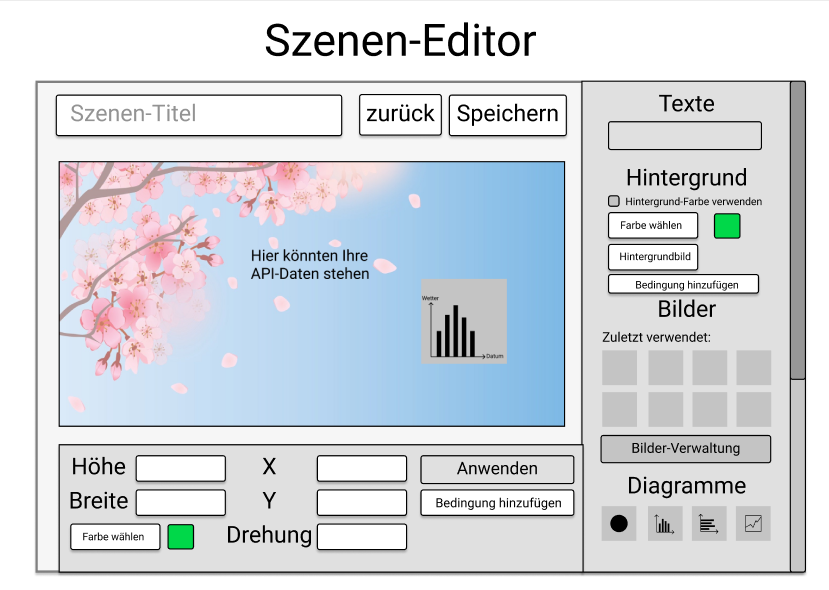 Szenen-Editor
Szenen-Titel
zurück
Speichern
Hier könnten Ihre
API-Daten stehen
Wetter
Datum
Höhe
X
Anwenden
Breite
Y
Bedingung hinzufügen
Farbe wählen
Drehung
Texte
Hintergrund
Hintergrund-Farbe verwenden
Farbe wählen
Hintergrundbild
Bedingung hinzufügen
Bilder
Zuletzt verwendet:
Bilder-Verwaltung
Diagramme